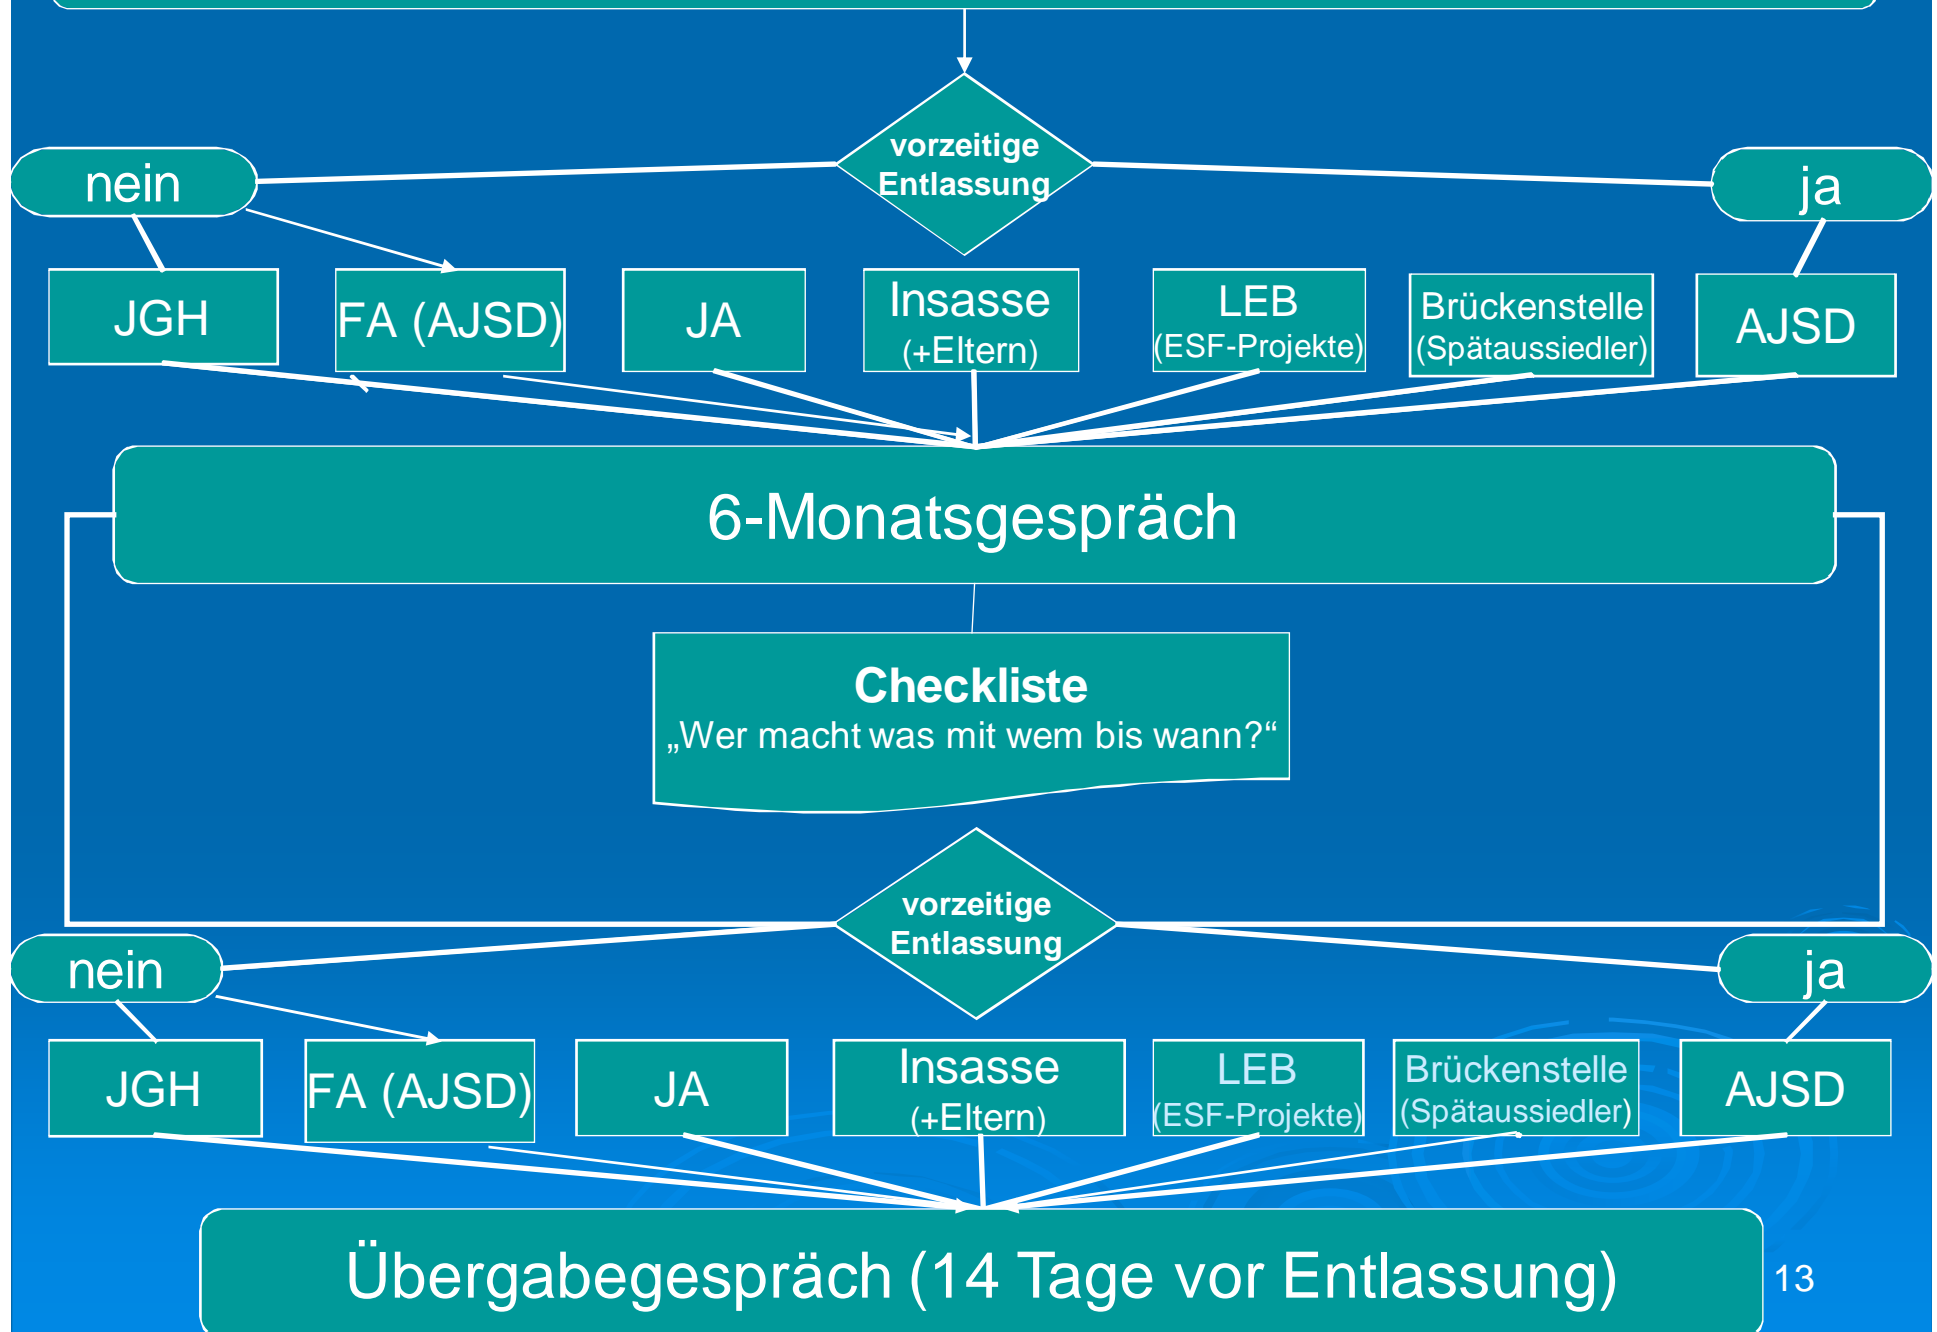 vorzeitige
Entlassung
nein
ja
JGH
FA (AJSD)
JA
Insasse
(+Eltern)
LEB
(ESF-Projekte)
Brückenstelle
(Spätaussiedler)
AJSD
6-Monatsgespräch
Checkliste
„Wer macht was mit wem bis wann?“
vorzeitige
Entlassung
nein
ja
JGH
FA (AJSD)
JA
Insasse
(+Eltern)
LEB
(ESF-Projekte)
Brückenstelle
(Spätaussiedler)
AJSD
Übergabegespräch (14 Tage vor Entlassung)
13